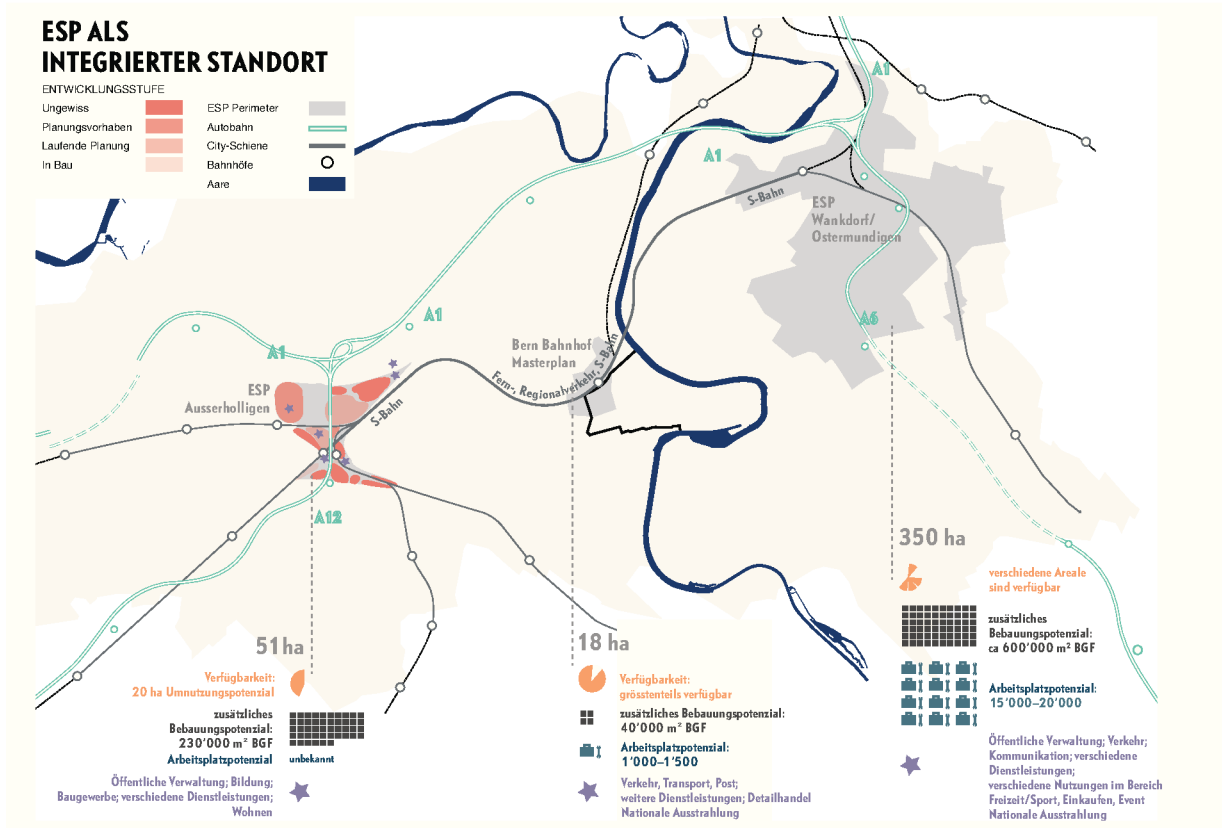 ESP ALS
INTEGRIERTER STANDORT
ENTWICKLUNGSSTUFE
Ungewiss
Planungsvorhaben
Laufende Planung
In Bau
ESP Perimeter
Autobahn
City-Schiene
Bahnhöfe
Aare
A1
A1
S-Bahn
ESP
Wankdorf/
Ostermundigen
A1
A6
A1
Bern Bahnhof
Masterplan
Fern-, Regionalverkehr, S-Bahn
ESP
Ausserholligen
S-Bahn
A12
51 ha
Verfügbarkeit:
20 ha Umnutzungspotenzial
zusätzliches
Bebauungspotenzial:
230'000 m² BGF
Arbeitsplatzpotenzial
unbekannt
Öffentliche Verwaltung; Bildung;
Baugewerbe; verschiedene Dienstleistungen;
Wohnen
18 ha
Verfügbarkeit:
grösstenteils verfügbar
zusätzliches Bebauungspotenzial:
40'000 m² BGF
Arbeitsplatzpotenzial:
1'000–1'500
Verkehr, Transport, Post;
weitere Dienstleistungen; Detailhandel
Nationale Ausstrahlung
350 ha
verschiedene Areale
sind verfügbar
zusätzliches
Bebauungspotenzial:
ca 600'000 m² BGF
Arbeitsplatzpotenzial:
15'000–20'000
Öffentliche Verwaltung; Verkehr;
Kommunikation; verschiedene
Dienstleistungen;
verschiedene Nutzungen im Bereich
Freizeit/Sport, Einkaufen, Event
Nationale Ausstrahlung